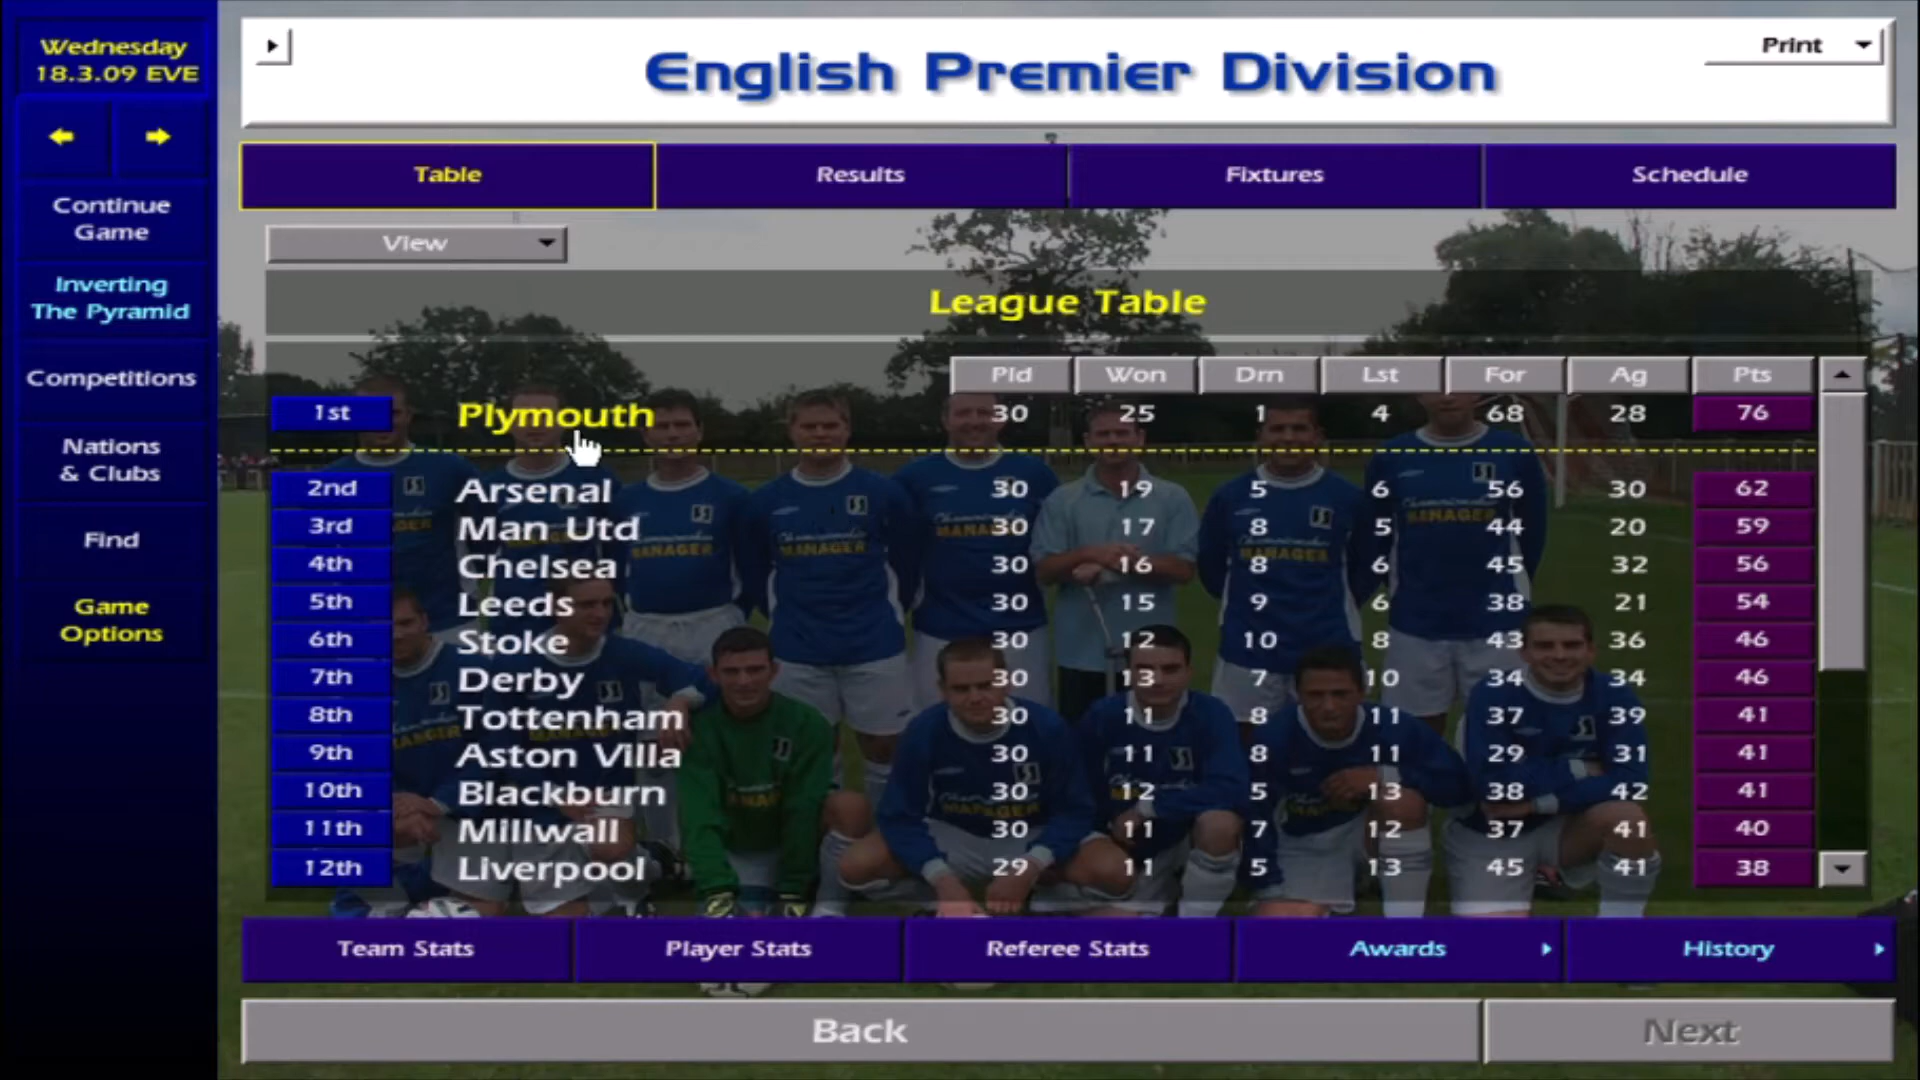 Wednesday
18.3.09 EVE
Continue
Game
Inverting
The Pyramid
Competitions
Nations
& Clubs
Find
Game
Options
English Premier Division
Print
Table Results Fixtures Schedule
View
League Table
Pld Won Drn Lst For Ag Pts
1st Plymouth 30 25 1 4 68 28 76
2nd Arsenal 30 19 5 6 56 30 62
3rd Man Utd 30 17 8 5 44 20 59
4th Chelsea 30 16 8 6 45 32 56
5th Leeds 30 15 9 6 38 21 54
6th Stoke 30 12 10 8 43 36 46
7th Derby 30 13 7 10 34 34 46
8th Tottenham 30 11 8 11 37 39 41
9th Aston Villa 30 11 8 11 29 31 41
10th Blackburn 30 12 5 13 38 42 41
11th Millwall 30 11 7 12 37 41 40
12th Liverpool 29 11 5 13 45 41 38
Team Stats Player Stats Referee Stats Awards History
Back Next